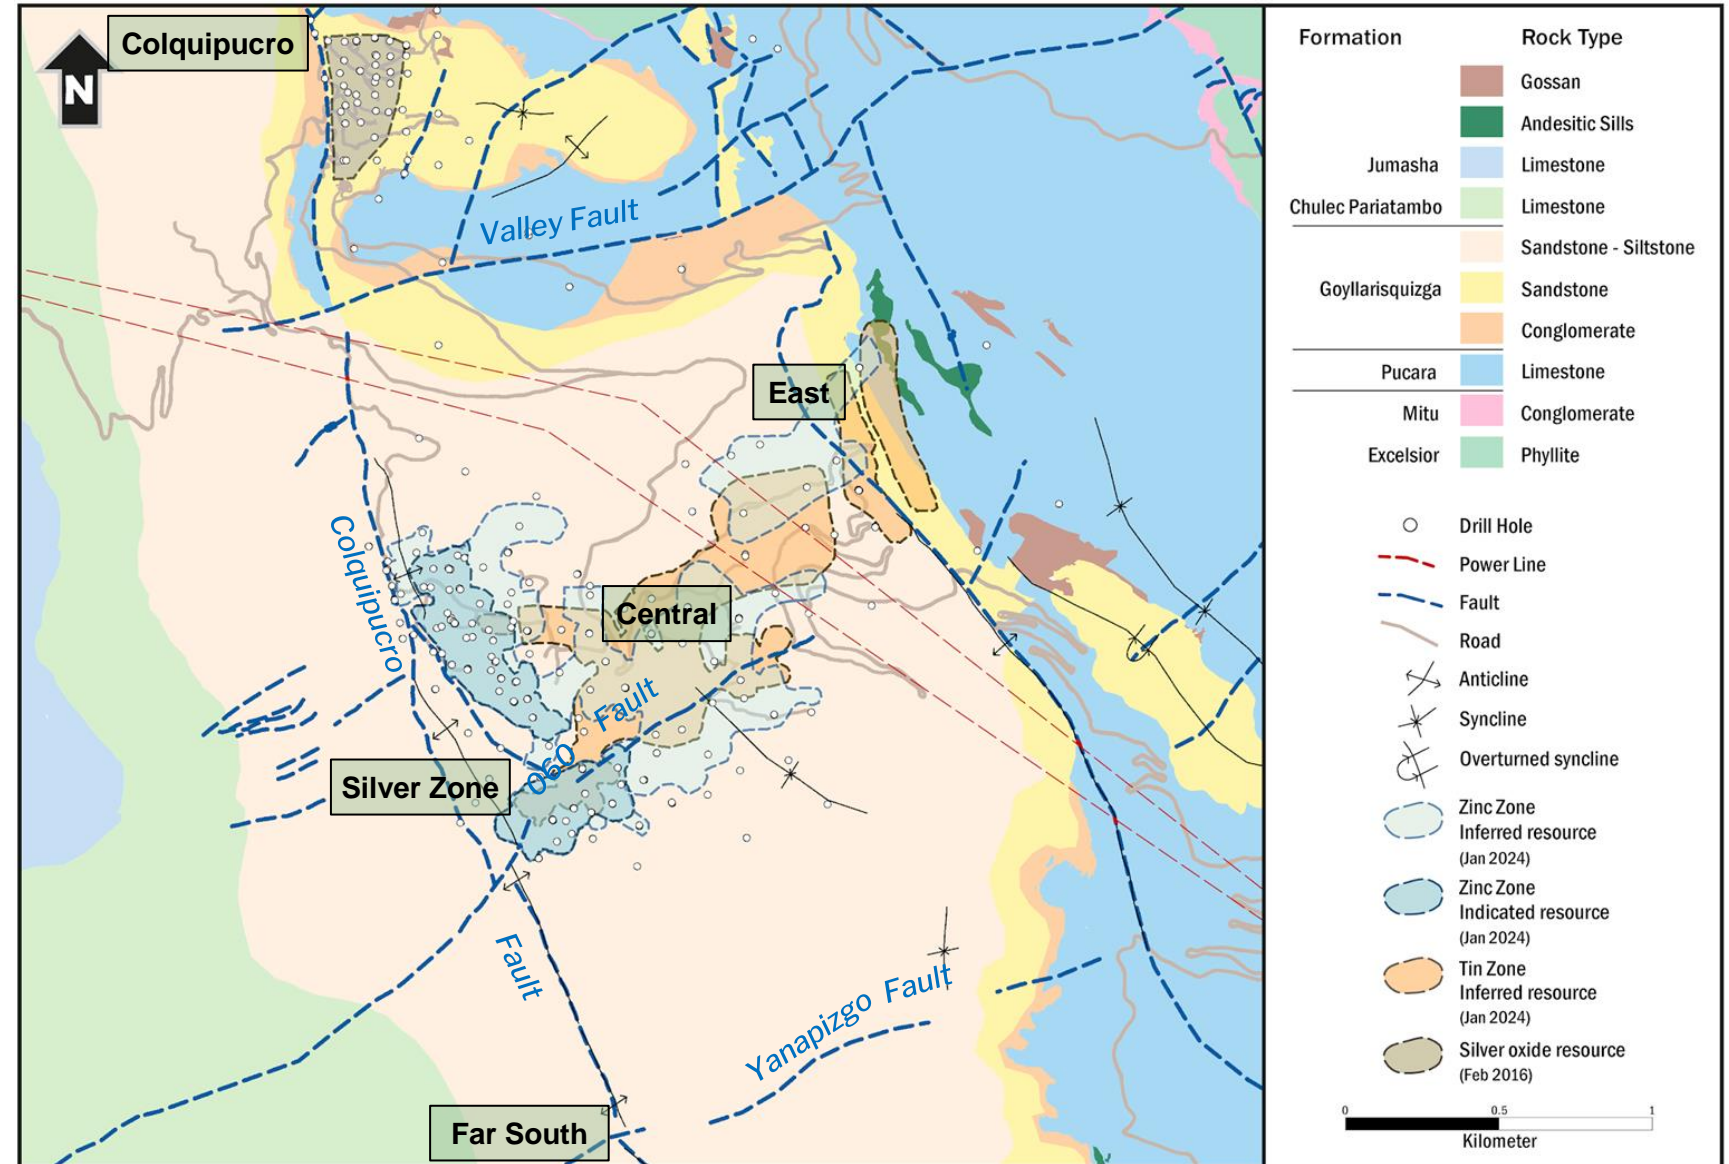 Colquipucro
N
Valley Fault
East
Colquipucro
Central
060 Fault
Silver Zone
Fault
Yanapizgo Fault
Far South
Formation Rock Type
Gossan
Andesitic Sills
Jumasha Limestone
Chulec Pariatambo Limestone
Sandstone - Siltstone
Goyllarisquizga Sandstone
Conglomerate
Pucara Limestone
Mitu Conglomerate
Excelsior Phyllite
Drill Hole
Power Line
Fault
Road
Anticline
Syncline
Overturned syncline
Zinc Zone
Inferred resource
(Jan 2024)
Zinc Zone
Indicated resource
(Jan 2024)
Tin Zone
Inferred resource
(Jan 2024)
Silver oxide resource
(Feb 2016)
0 0.5 1
Kilometer